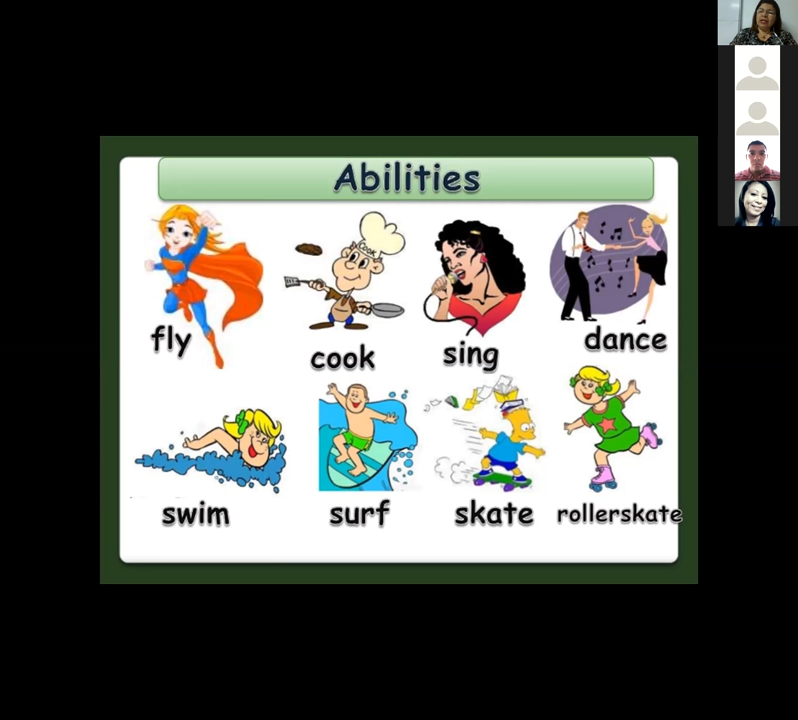 Abilities
fly
cook
sing
dance
swim
surf
skate
rollerskate